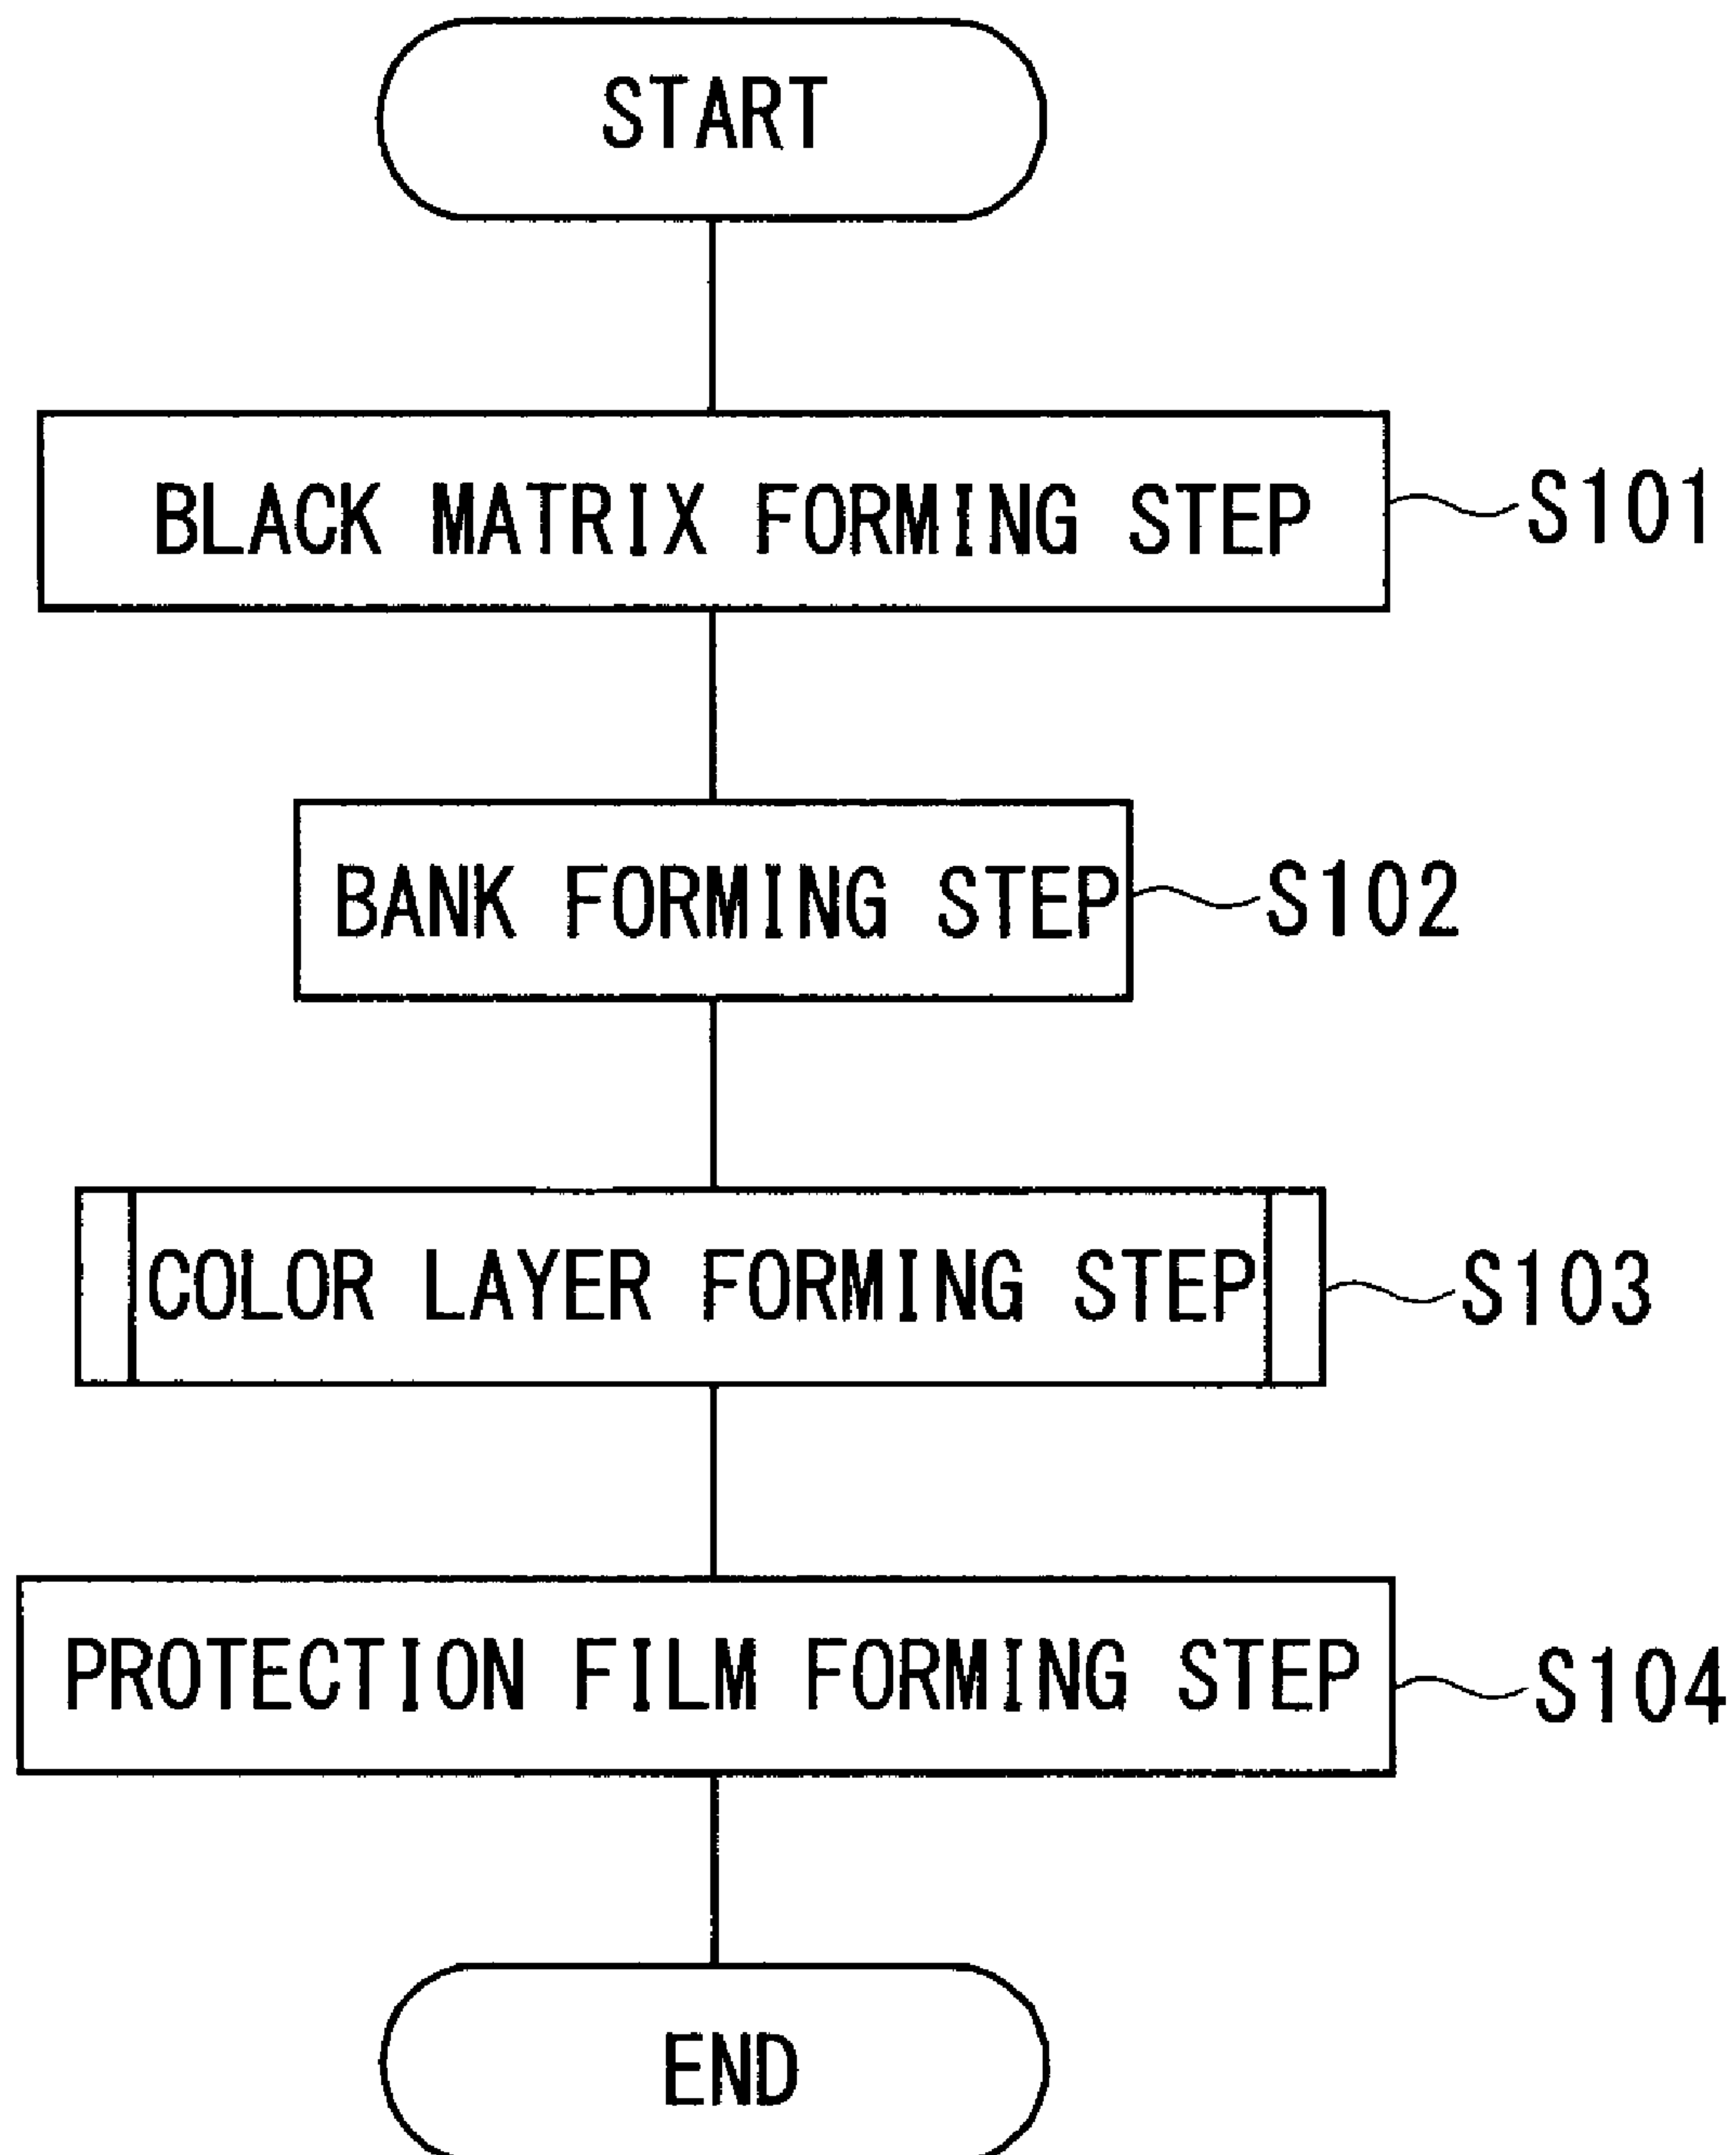 START
BLACK MATRIX FORMING STEP
S101
BANK FORMING STEP
S102
COLOR LAYER FORMING STEP
S103
PROTECTION FILM FORMING STEP
S104
END